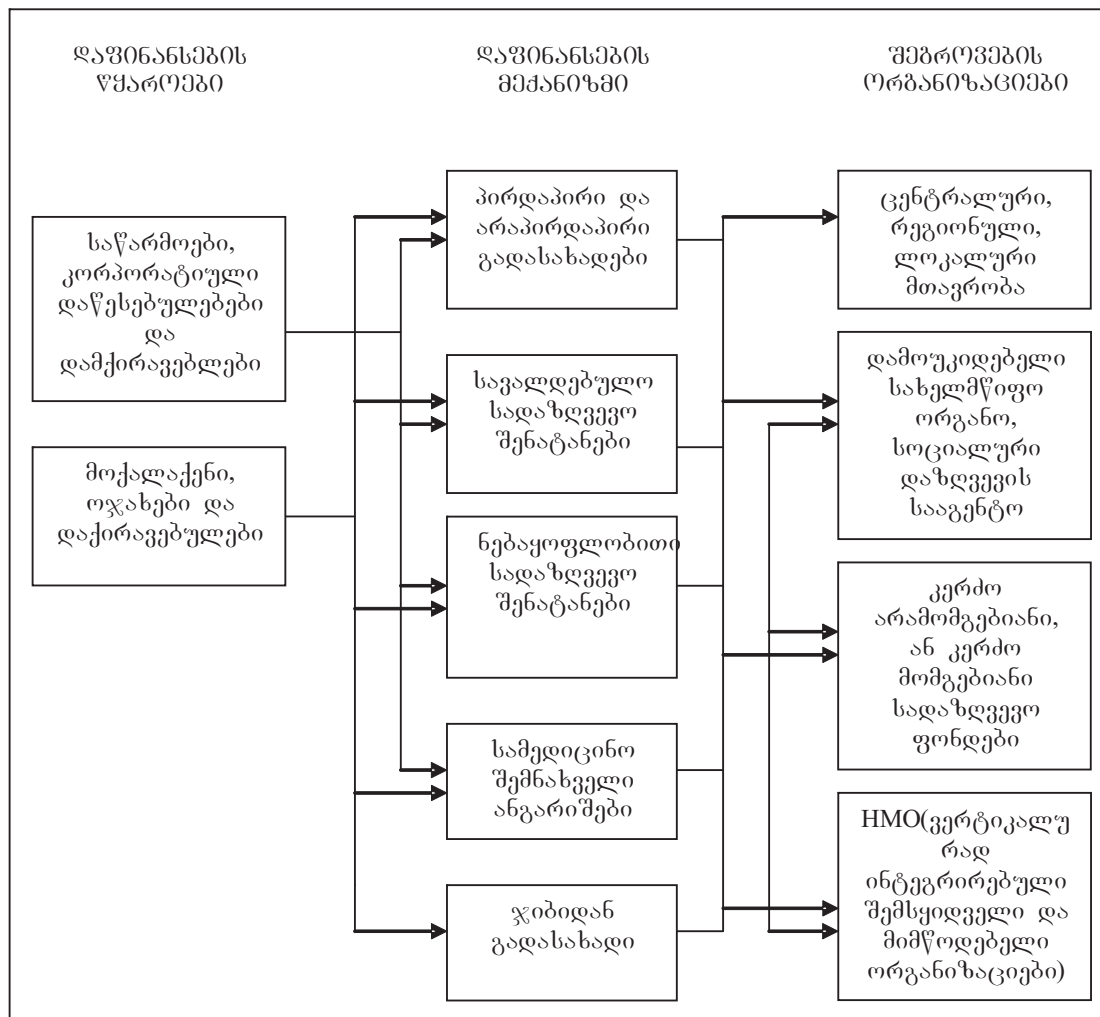 დაფინანსების
წყაროები
დაფინანსების
მექანიზმი
შეგროვების
ორგანიზაციები
საწარმოები,
კორპორატიული
დაწესებულებები
და
დამქირავებლები
მოქალაქენი,
ოჯახები და
დაქირავებულები
პირდაპირი და
არაპირდაპირი
გადასახადები
სავალდებულო
სადაზღვევო
შენატანები
ნებაყოფლობითი
სადაზღვევო
შენატანები
სამედიცინო
შემნახველი
ანგარიშები
ჯიბიდან
გადასახადი
ცენტრალური,
რეგიონული,
ლოკალური
მთავრობა
დამოუკიდებელი
სახელმწიფო
ორგანო,
სოციალური
დაზღვევის
სააგენტო
კერძო
არამომგებიანი,
ან კერძო
მომგებიანი
სადაზღვევო
ფონდები
HMO(ვერტიკალუ
რად
ინტეგრირებული
შემსყიდველი და
მიმწოდებელი
ორგანიზაციები)